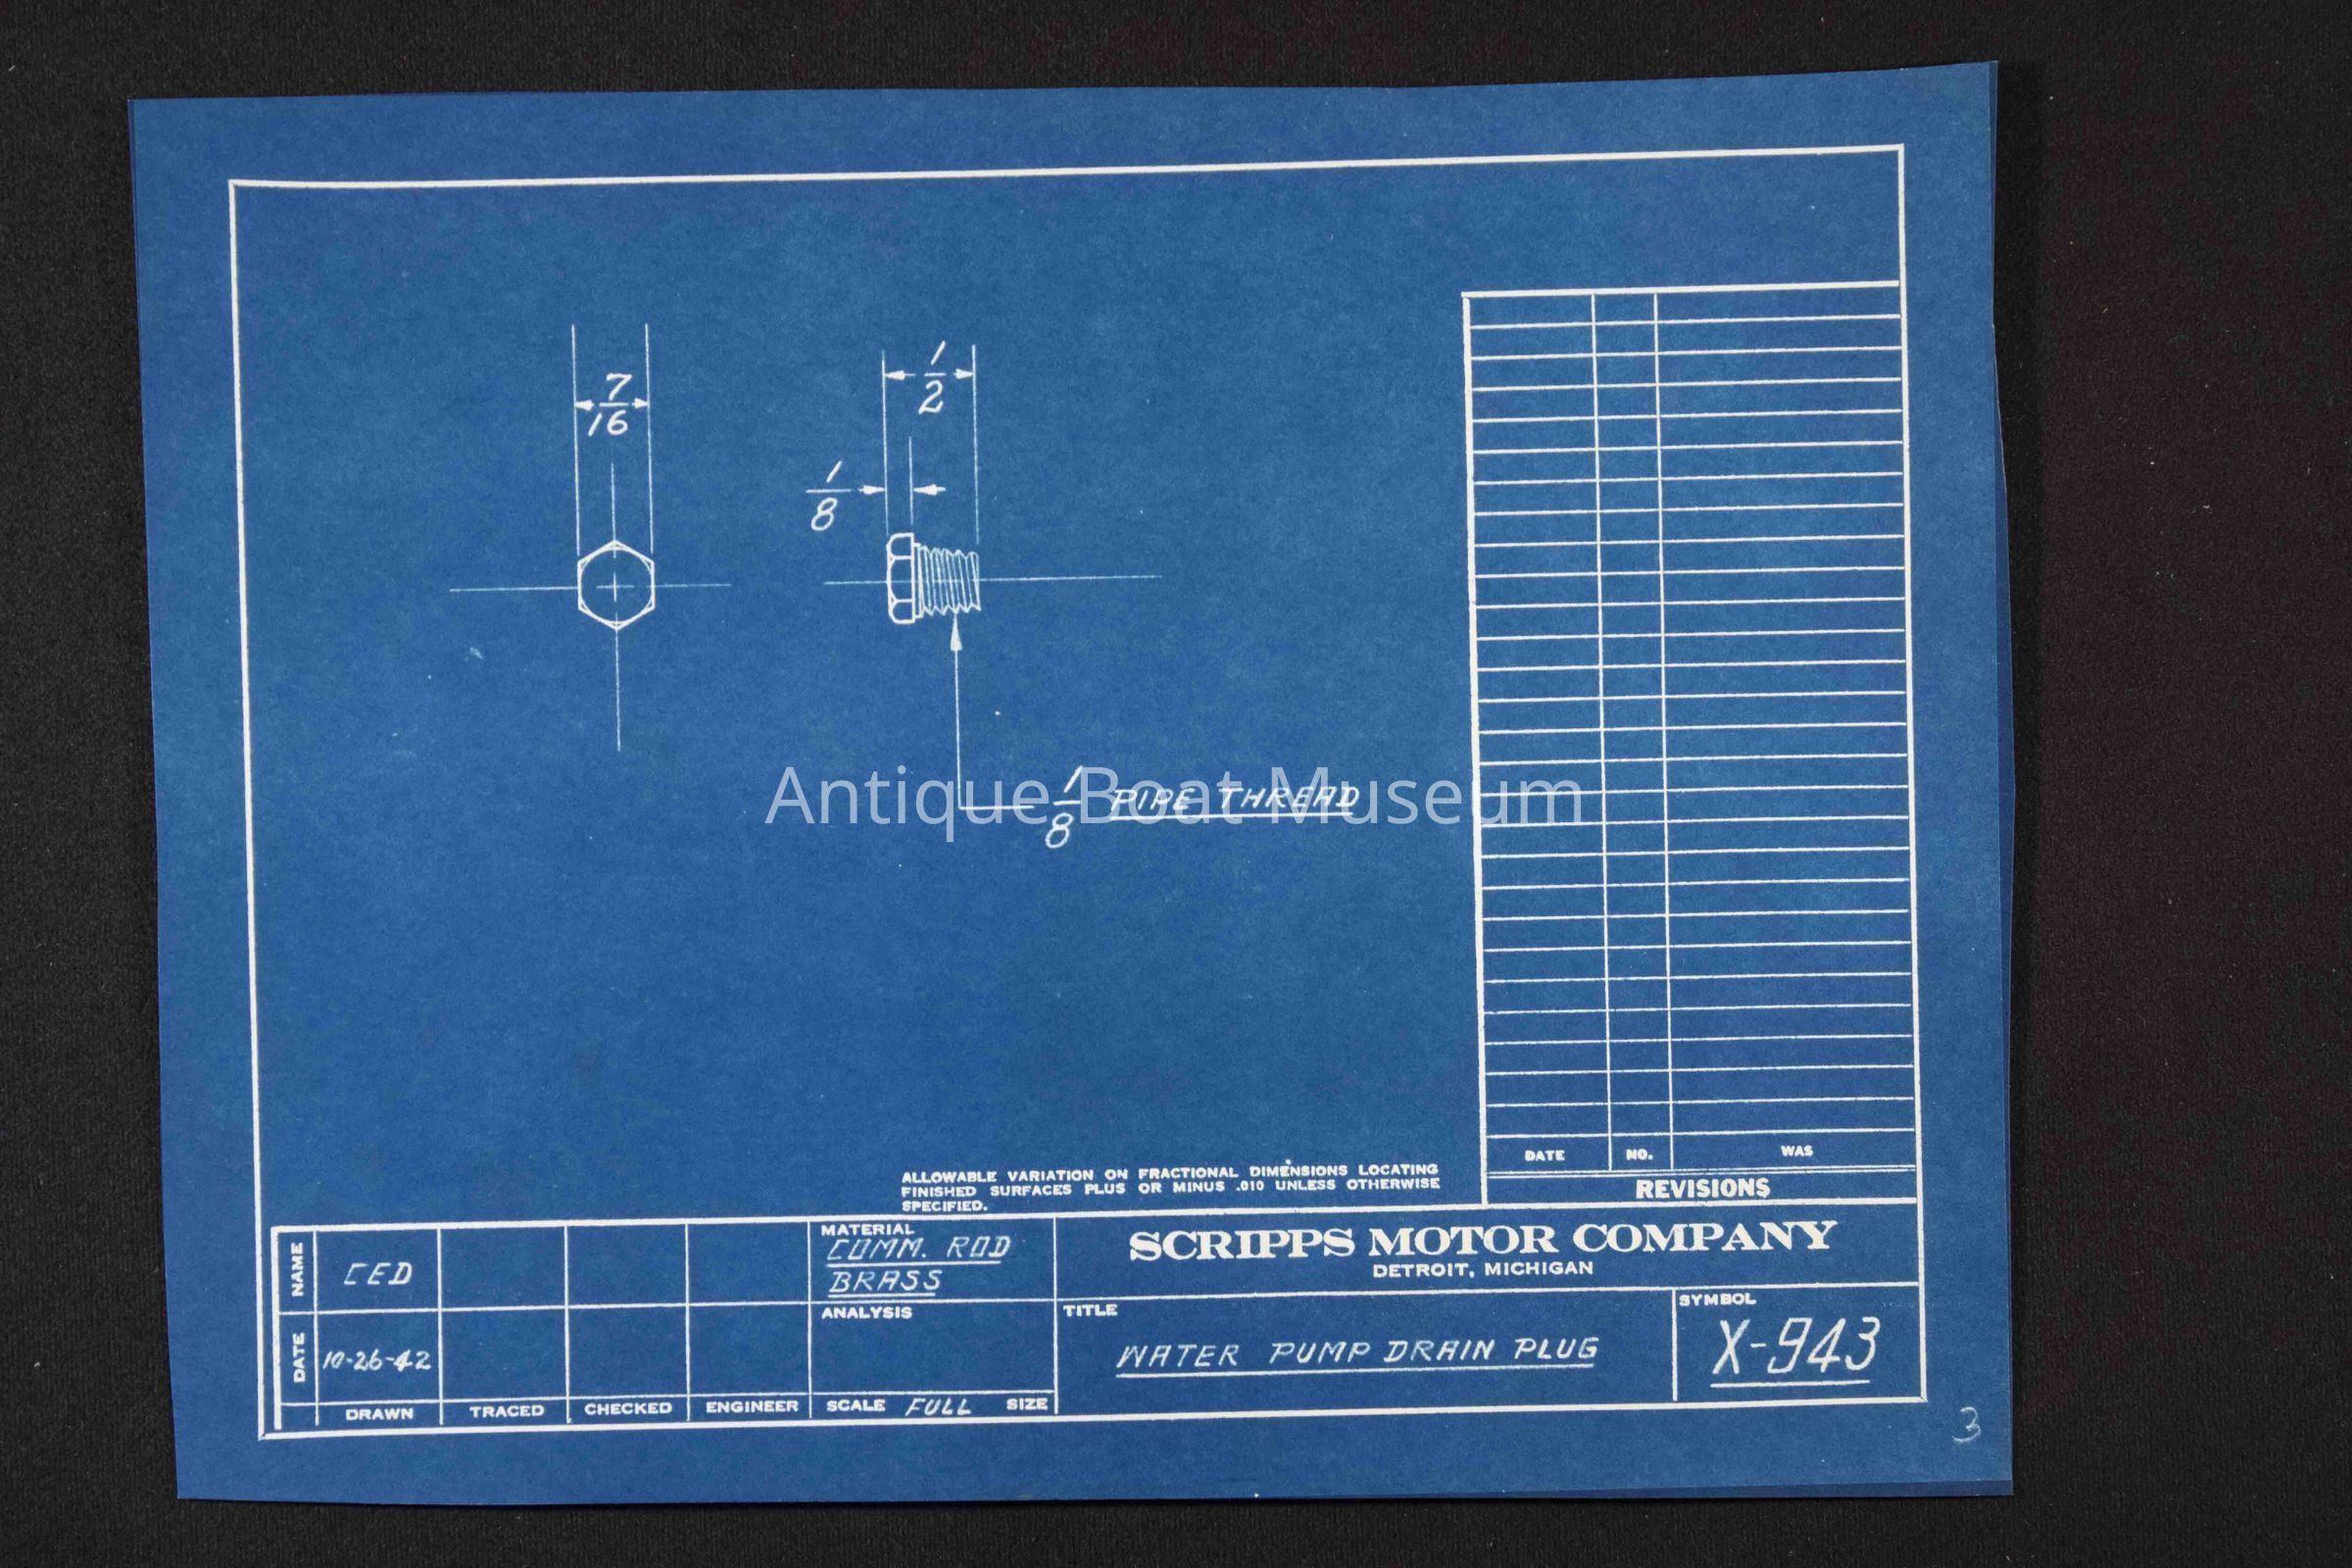 7/16
1/2
1/8
1/8 PIPE THREAD
Antique Boat Museum
DATE NO. WAS
REVISIONS
ALLOWABLE VARIATION ON FRACTIONAL DIMENSIONS LOCATING
FINISHED SURFACES PLUS OR MINUS .010 UNLESS OTHERWISE
SPECIFIED.
NAME
CED
DATE
10-26-42
DRAWN
TRACED
CHECKED
ENGINEER
MATERIAL
COMM. ROD
BRASS
ANALYSIS
SCALE FULL SIZE
SCRIPPS MOTOR COMPANY
DETROIT, MICHIGAN
TITLE
WATER PUMP DRAIN PLUG
SYMBOL
X-943
3